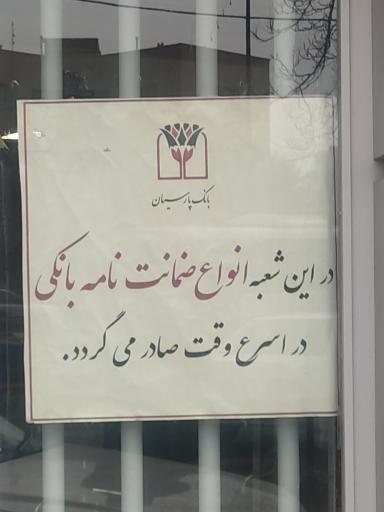 بانک پارسیان
در این شعبه انواع ضمانت نامه بانکی
در اسرع وقت صادر می گردد.